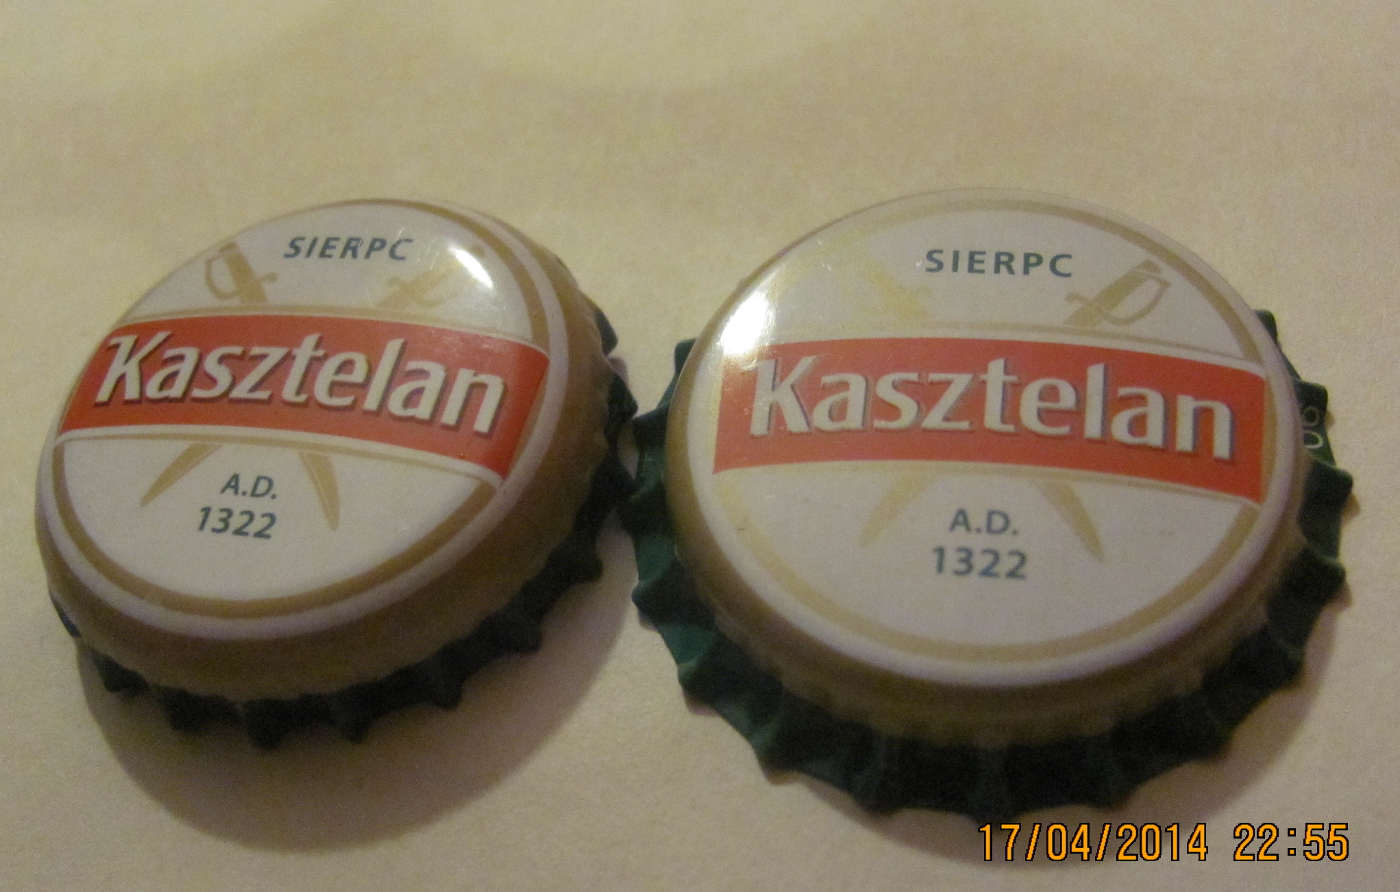 SIERPC
Kasztelan
A.D.
1322
SIERPC
Kasztelan
A.D.
1322
17/04/2014 22:55